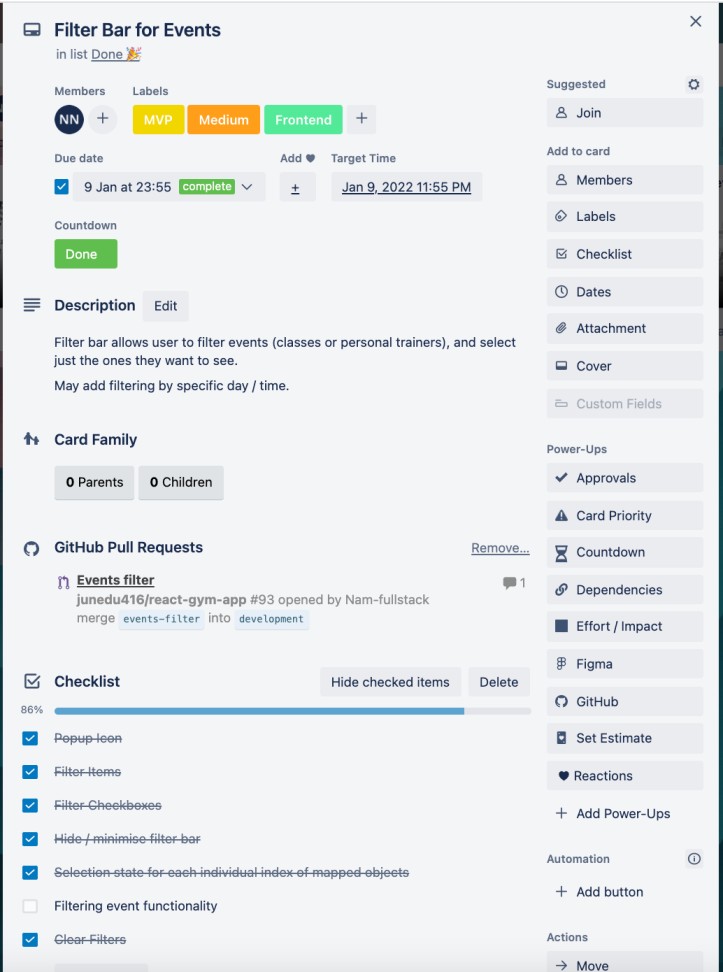 Filter Bar for Events
in list Done 🎉
Members
Labels
NN
+
MVP
Medium
Frontend
+
Due date
Add ♥
Target Time
9 Jan at 23:55 complete
+
Jan 9, 2022 11:55 PM
Countdown
Done
Description
Edit
Filter bar allows user to filter events (classes or personal trainers), and select
just the ones they want to see.
May add filtering by specific day / time.
Card Family
0 Parents
0 Children
GitHub Pull Requests
Remove...
Events filter
1
junedu416/react-gym-app #93 opened by Nam-fullstack
merge events-filter into development
Checklist
Hide checked items
Delete
86%
Popup Icon
Filter Items
Filter Checkboxes
Hide / minimise filter bar
Selection state for each individual index of mapped objects
Filtering event functionality
Clear Filters
Suggested
Join
Add to card
Members
Labels
Checklist
Dates
Attachment
Cover
Custom Fields
Power-Ups
Approvals
Card Priority
Countdown
Dependencies
Effort / Impact
Figma
GitHub
Set Estimate
♥ Reactions
+ Add Power-Ups
Automation
+ Add button
Actions
→ Move